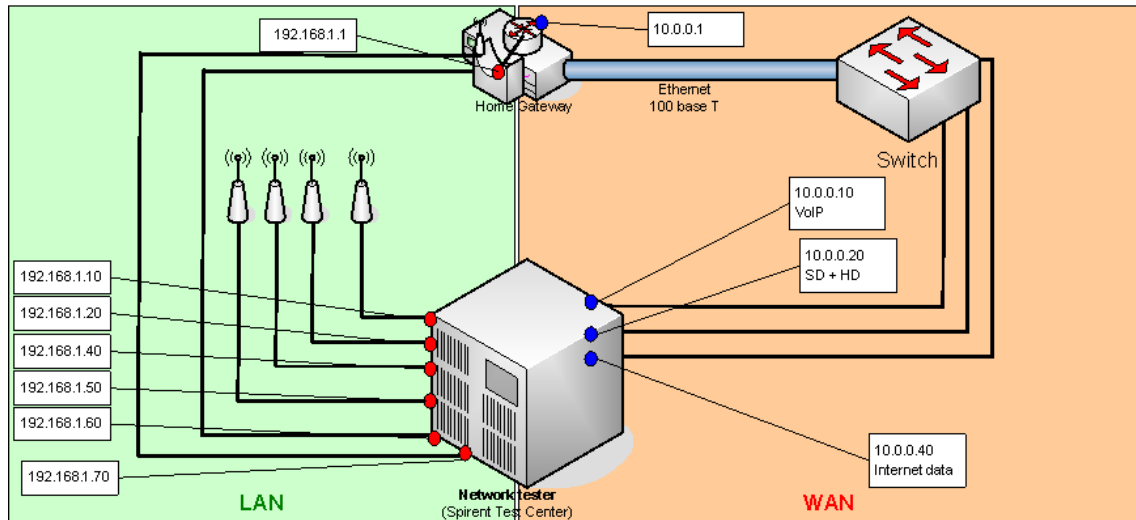 192.168.1.1
10.0.0.1
Home Gateway
Ethernet
100 base T
Switch
10.0.0.10
VoIP
10.0.0.20
SD + HD
192.168.1.10
192.168.1.20
192.168.1.40
192.168.1.50
192.168.1.60
192.168.1.70
10.0.0.40
Internet data
LAN
Network tester
(Spirent Test Center)
WAN